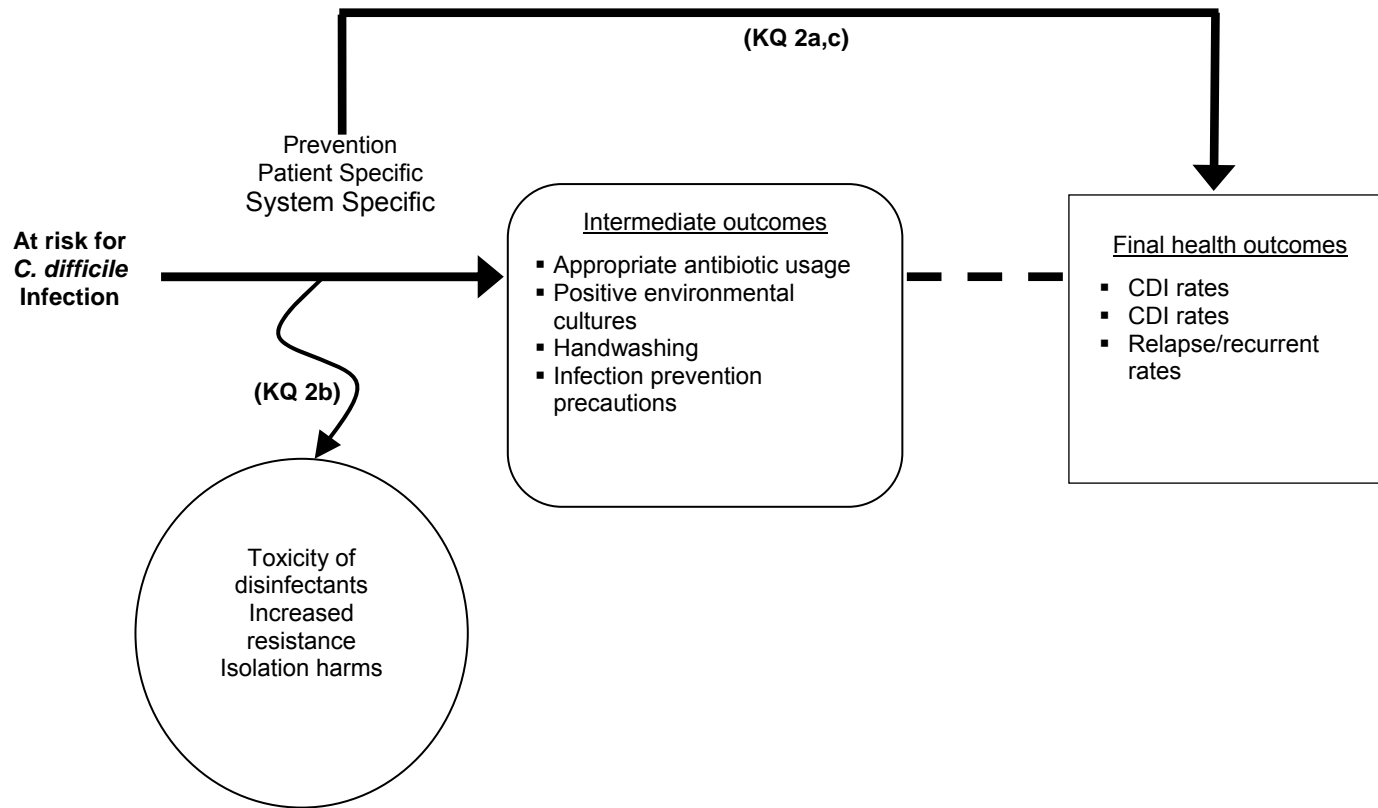 (KQ 2a,c)
Prevention
Patient Specific
System Specific
At risk for
C. difficile
Infection
(KQ 2b)
Intermediate outcomes
▪ Appropriate antibiotic usage
▪ Positive environmental
cultures
▪ Handwashing
▪ Infection prevention
precautions
Final health outcomes
▪ CDI rates
▪ CDI rates
▪ Relapse/recurrent
rates
Toxicity of
disinfectants
Increased
resistance
Isolation harms